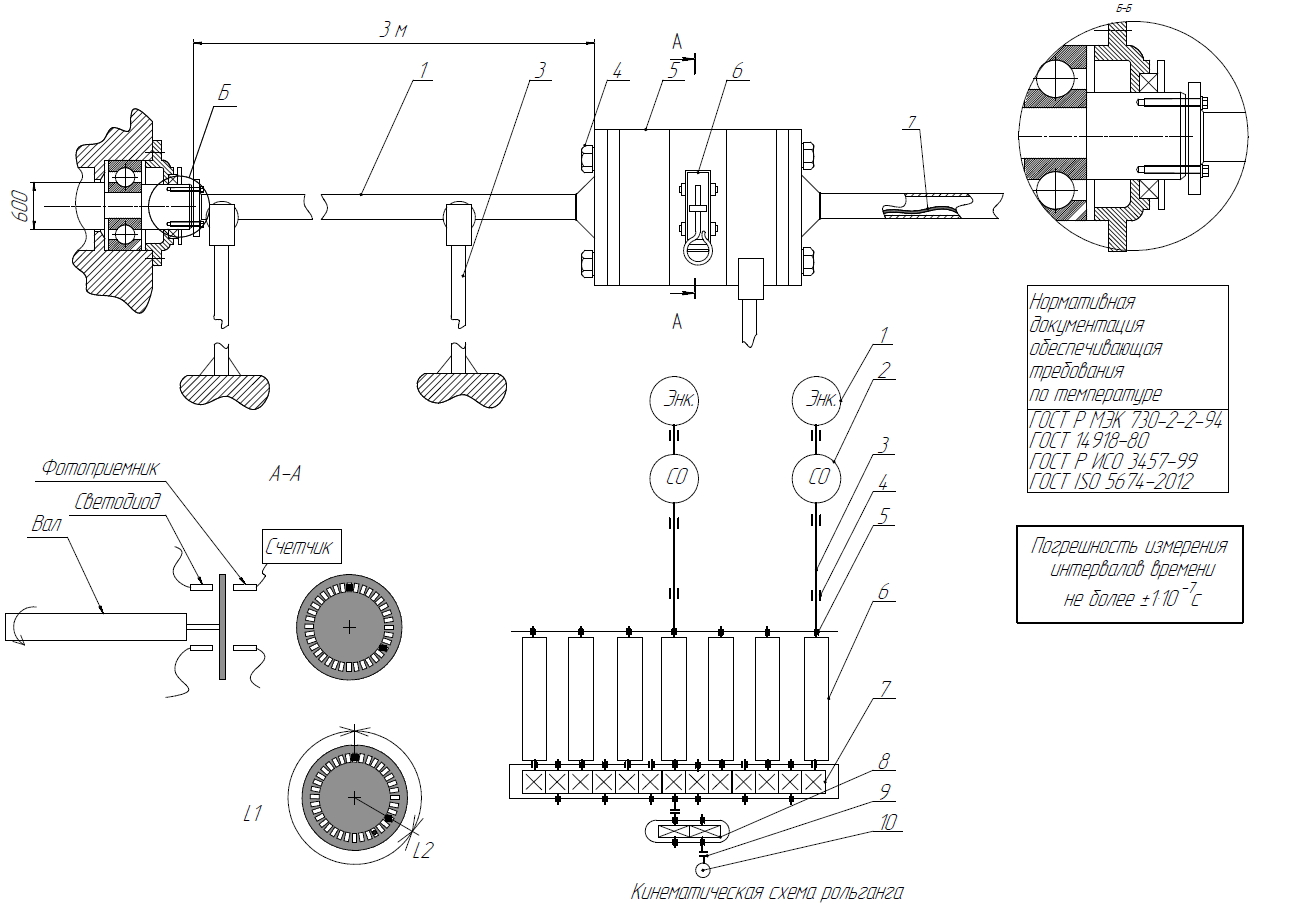 Б-Б
3 м
А
1
3
4
5
6
Б
7
600
А
Нормативная
документация
обеспечивающая
требования
по температуре
ГОСТ Р МЭК 730-2-2-94
ГОСТ 14918-80
ГОСТ Р ИСО 3457-99
ГОСТ ISO 5674-2012
1
2
Энк.
Энк.
3
СО
СО
4
5
Фотоприемник
А-А
Светодиод
Вал
Счетчик
Погрешность измерения
интервалов времени
не более ±1·10⁻⁷с
6
7
8
9
10
L1
L2
Кинематическая схема рольганга